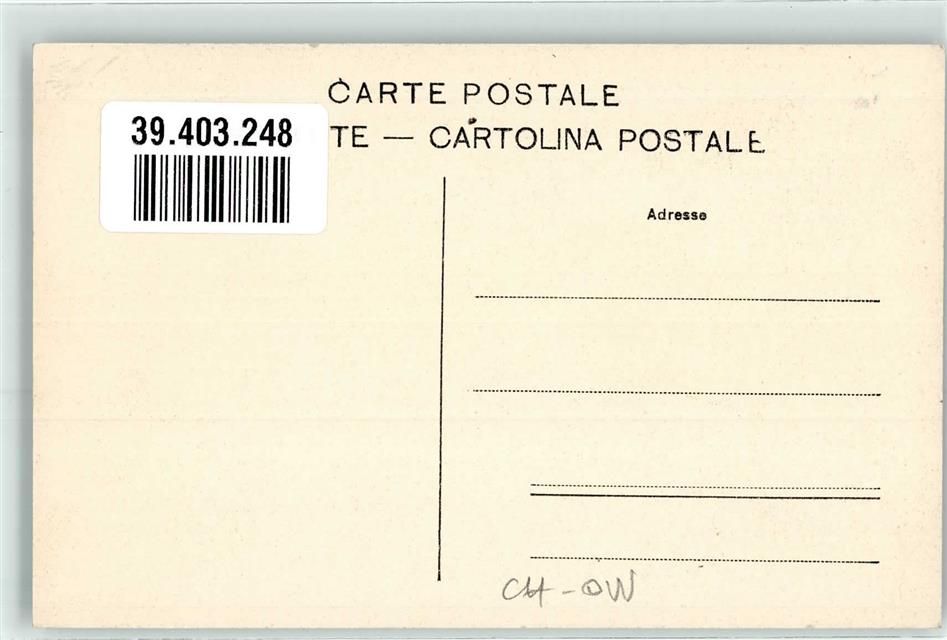 CARTE POSTALE
39.403.248
TE — CARTOLINA POSTALE
Adresse
CH-OW